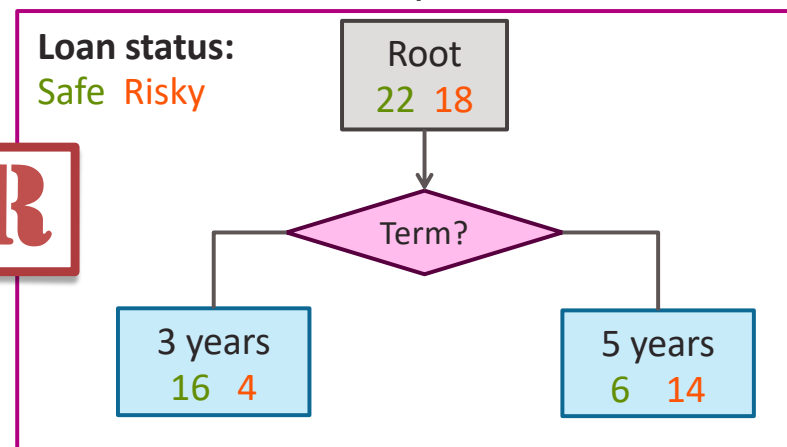 Loan status:
Safe Risky
Root
22 18
R
Term?
3 years
16 4
5 years
6 14